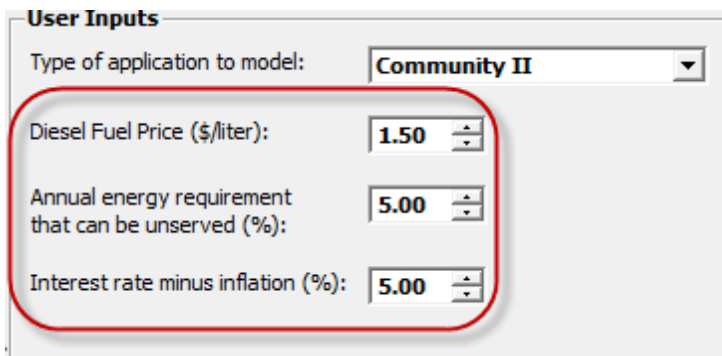 User Inputs
Type of application to model: Community II
Diesel Fuel Price ($/liter): 1.50
Annual energy requirement
that can be unserved (%): 5.00
Interest rate minus inflation (%): 5.00